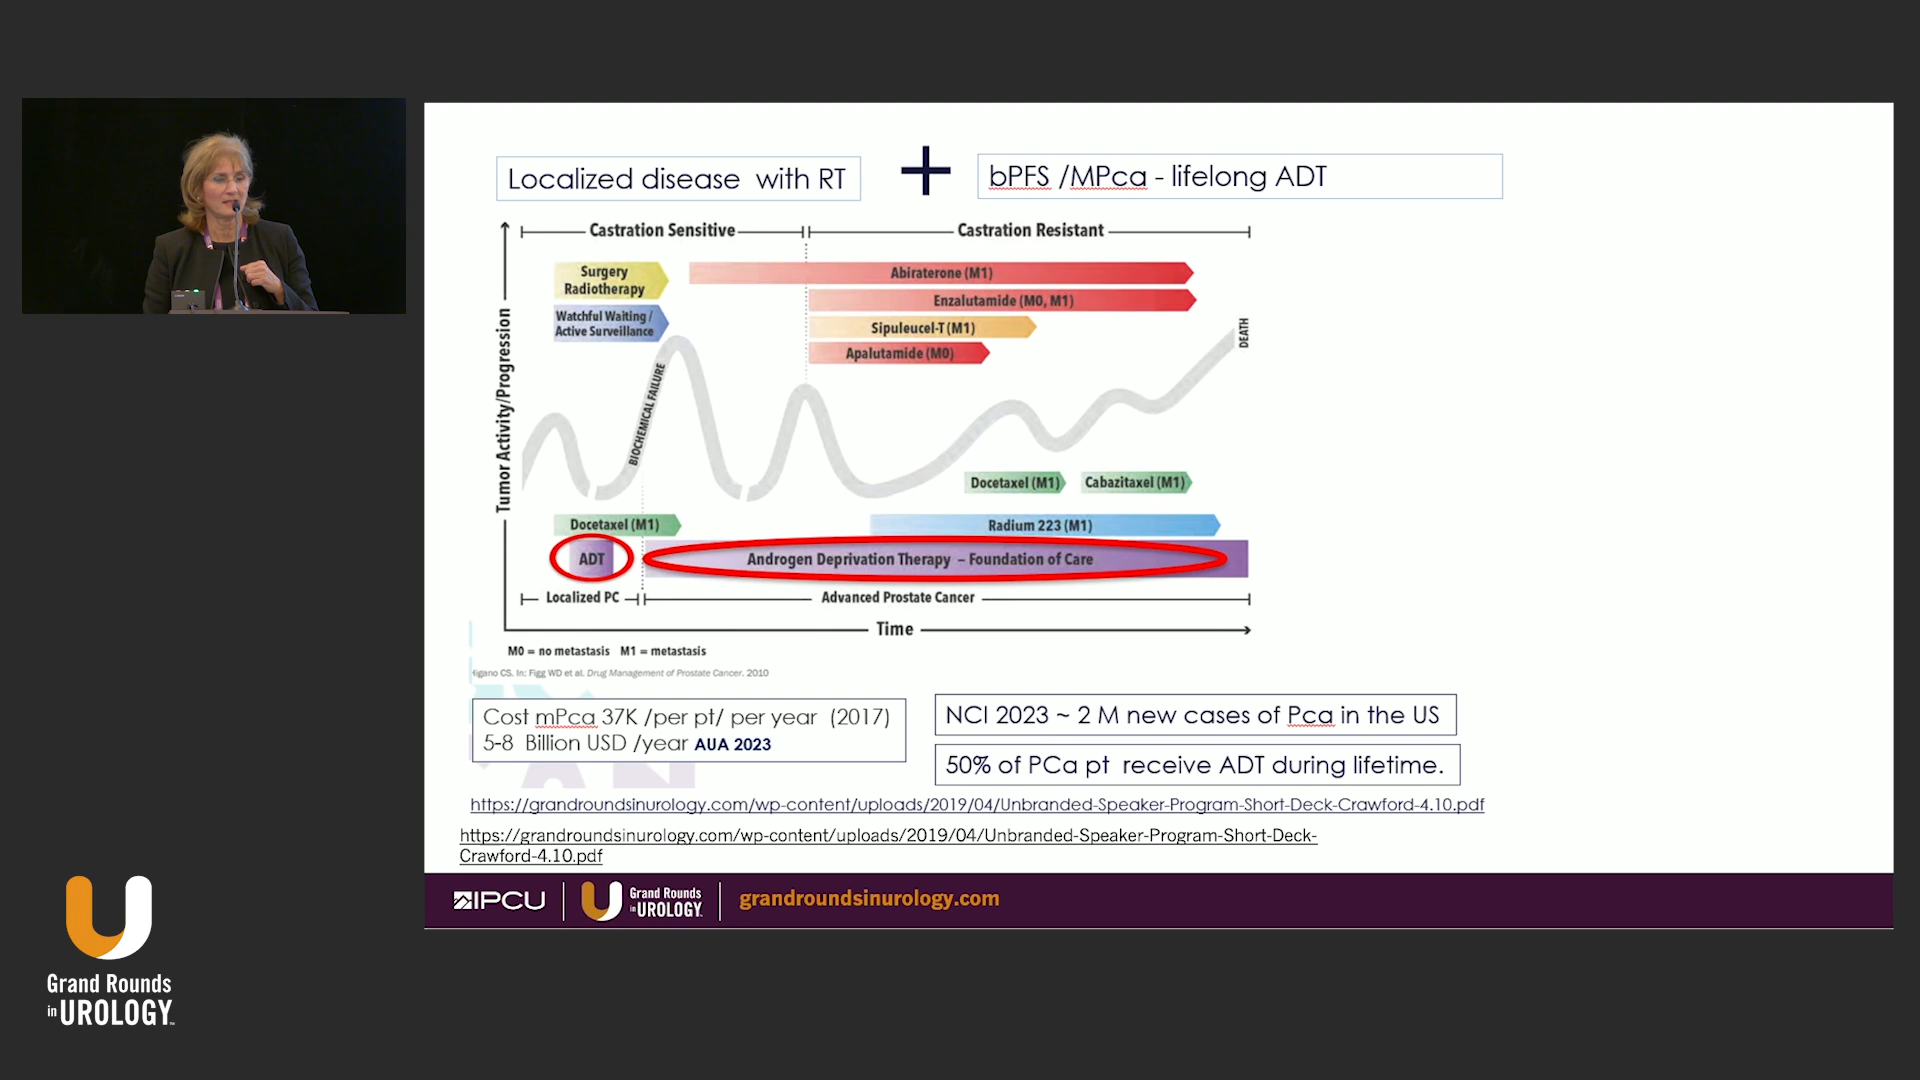 Localized disease with RT
+
bPFS /MPca - lifelong ADT
Castration Sensitive
Castration Resistant
Surgery
Radiotherapy
Abiraterone (M1)
Enzalutamide (M0, M1)
Watchful Waiting /
Active Surveillance
Sipuleucel-T (M1)
Apalutamide (M0)
DEATH
BIOCHEMICAL FAILURE
Tumor Activity/Progression
Docetaxel (M1)
Cabazitaxel (M1)
Docetaxel (M1)
Radium 223 (M1)
ADT
Androgen Deprivation Therapy – Foundation of Care
Localized PC
Advanced Prostate Cancer
Time
M0 = no metastasis M1 = metastasis
CS. In: Figg WD et al. Drug Management of Prostate Cancer. 2010
Cost mPca 37K /per pt/ per year (2017)
5-8 Billion USD /year AUA 2023
NCI 2023 ~ 2 M new cases of Pca in the US
50% of PCa pt receive ADT during lifetime.
https://grandroundsinurology.com/wp-content/uploads/2019/04/Unbranded-Speaker-Program-Short-Deck-Crawford-4.10.pdf
https://grandroundsinurology.com/wp-content/uploads/2019/04/Unbranded-Speaker-Program-Short-Deck-
Crawford-4.10.pdf
IPCU
Grand Rounds
in UROLOGY
grandroundsinurology.com
Grand Rounds
in UROLOGY